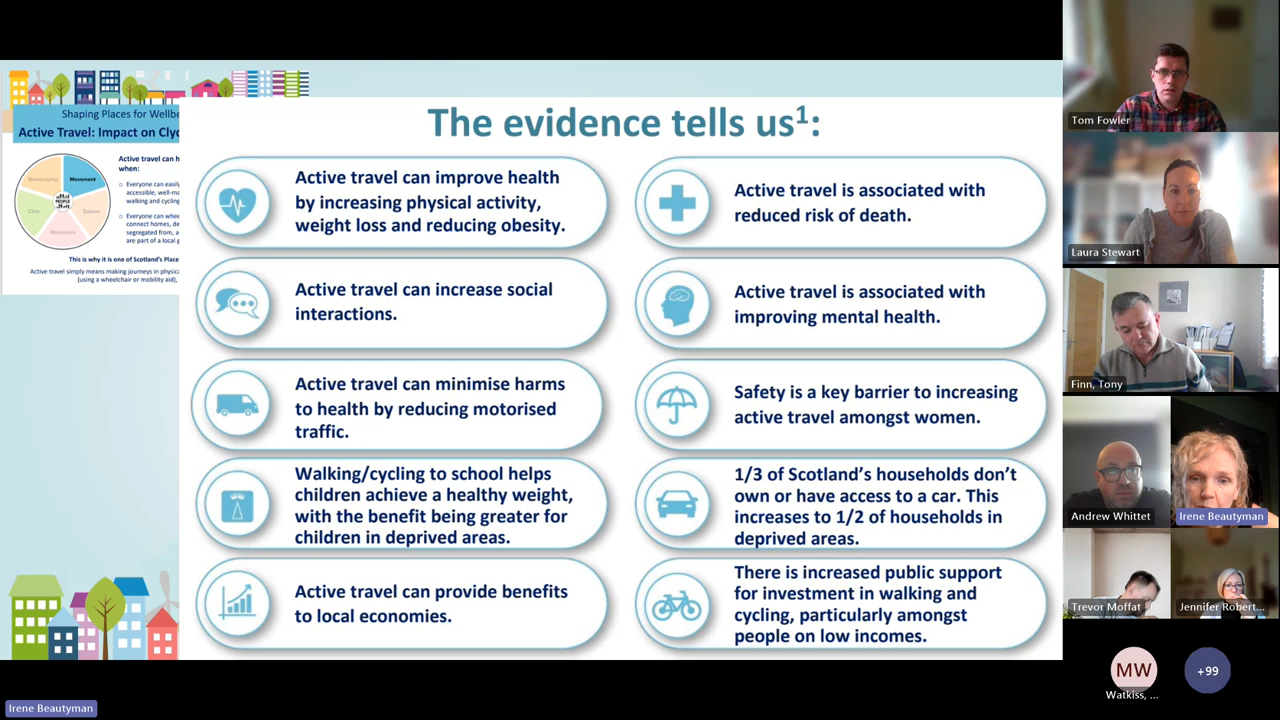 Shaping Places for Wellbe
Active Travel: Impact on Clyd
Stewardship
Movement
Civic
Spaces
Resources
PEOPLE
Active travel can h
when:
Everyone can easily
accessible, well-ma
walking and cycling
Everyone can whee
connect homes, de
segregated from, a
are part of a local g
This is why it is one of Scotland's Place
Active travel simply means making journeys in physica
(using a wheelchair or mobility aid),
The evidence tells us1:
Active travel can improve health
by increasing physical activity,
weight loss and reducing obesity.
Active travel is associated with
reduced risk of death.
Active travel can increase social
interactions.
Active travel is associated with
improving mental health.
Active travel can minimise harms
to health by reducing motorised
traffic.
Safety is a key barrier to increasing
active travel amongst women.
Walking/cycling to school helps
children achieve a healthy weight,
with the benefit being greater for
children in deprived areas.
1/3 of Scotland's households don't
own or have access to a car. This
increases to 1/2 of households in
deprived areas.
Active travel can provide benefits
to local economies.
There is increased public support
for investment in walking and
cycling, particularly amongst
people on low incomes.
Tom Fowler
Laura Stewart
Finn, Tony
Andrew Whittet
Irene Beautyman
Trevor Moffat
Jennifer Robert...
MW
Watkiss, ...
+99
Irene Beautyman